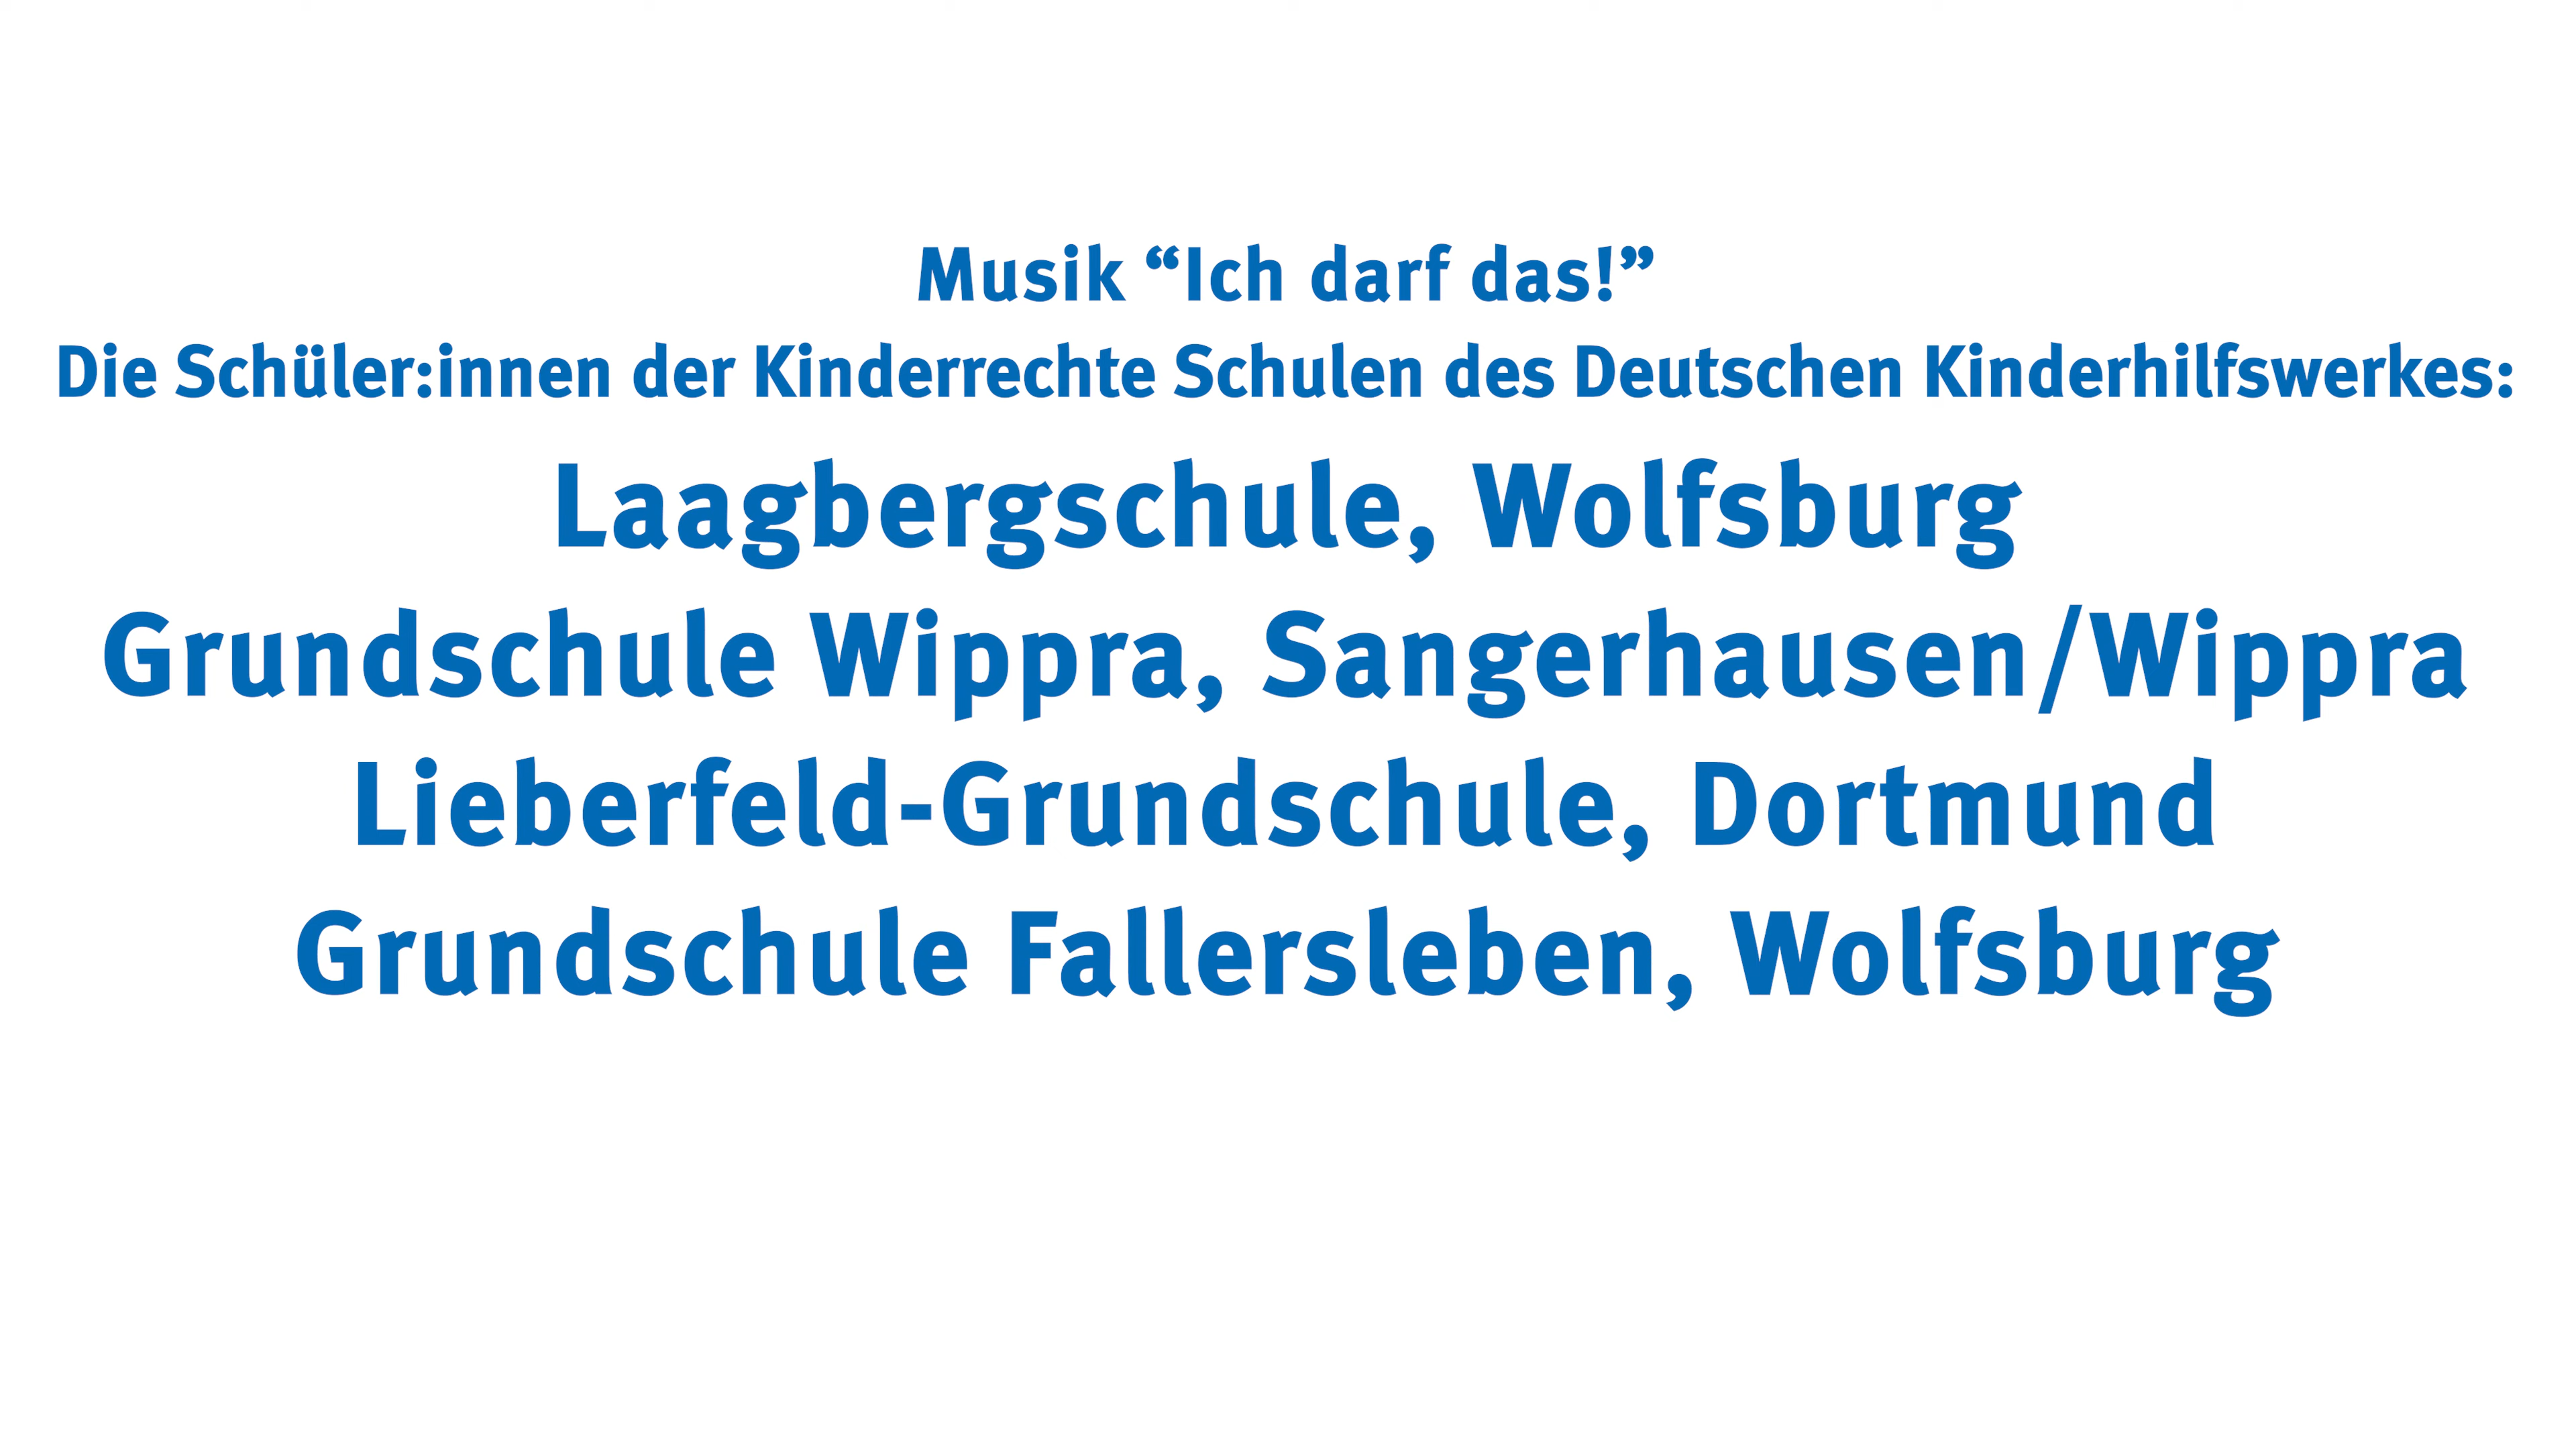 Musik “Ich darf das!”
Die Schüler:innen der Kinderrechte Schulen des Deutschen Kinderhilfswerkes:
Laagbergschule, Wolfsburg
Grundschule Wippra, Sangerhausen/Wippra
Lieberfeld-Grundschule, Dortmund
Grundschule Fallersleben, Wolfsburg